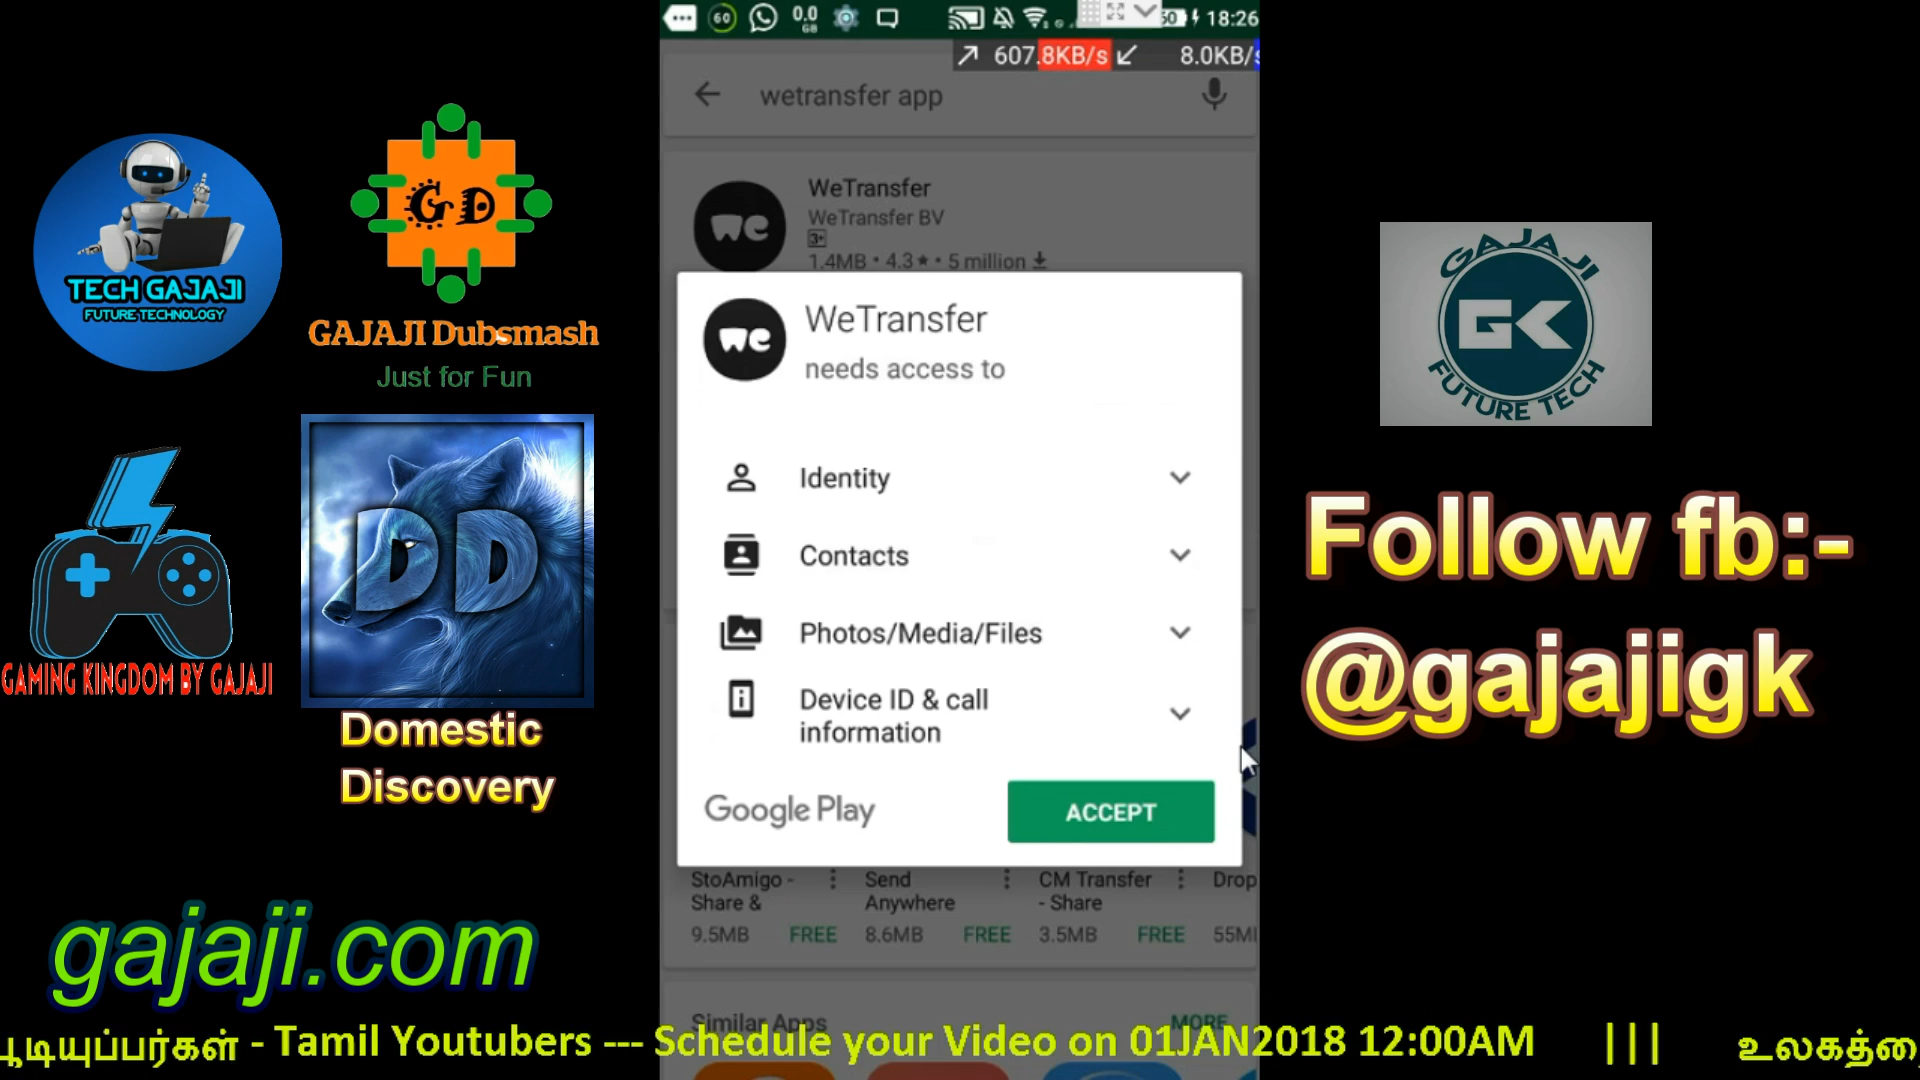 60
0.0
GB
60
18:26
607.8KB/s
8.0KB/s
wetransfer app
WeTransfer
WeTransfer BV
3+
1.4MB • 4.3★ • 5 million
we
WeTransfer
needs access to
we
Identity
Contacts
Photos/Media/Files
Device ID & call
information
Google Play
ACCEPT
StoAmigo -
Share &
9.5MB FREE
Send
Anywhere
8.6MB FREE
CM Transfer
- Share
3.5MB FREE
Drop
Similar Apps
MORE
TECH GAJAJI
FUTURE TECHNOLOGY
GD
GAJAJI Dubsmash
Just for Fun
GAMING KINGDOM BY GAJAJI
DD
Domestic
Discovery
GAJAJI
GK
FUTURE TECH
Follow fb:-
@gajajigk
gajaji.com
பூடியுப்பர்கள் - Tamil Youtubers --- Schedule your Video on 01JAN2018 12:00AM ||| உலகத்தை